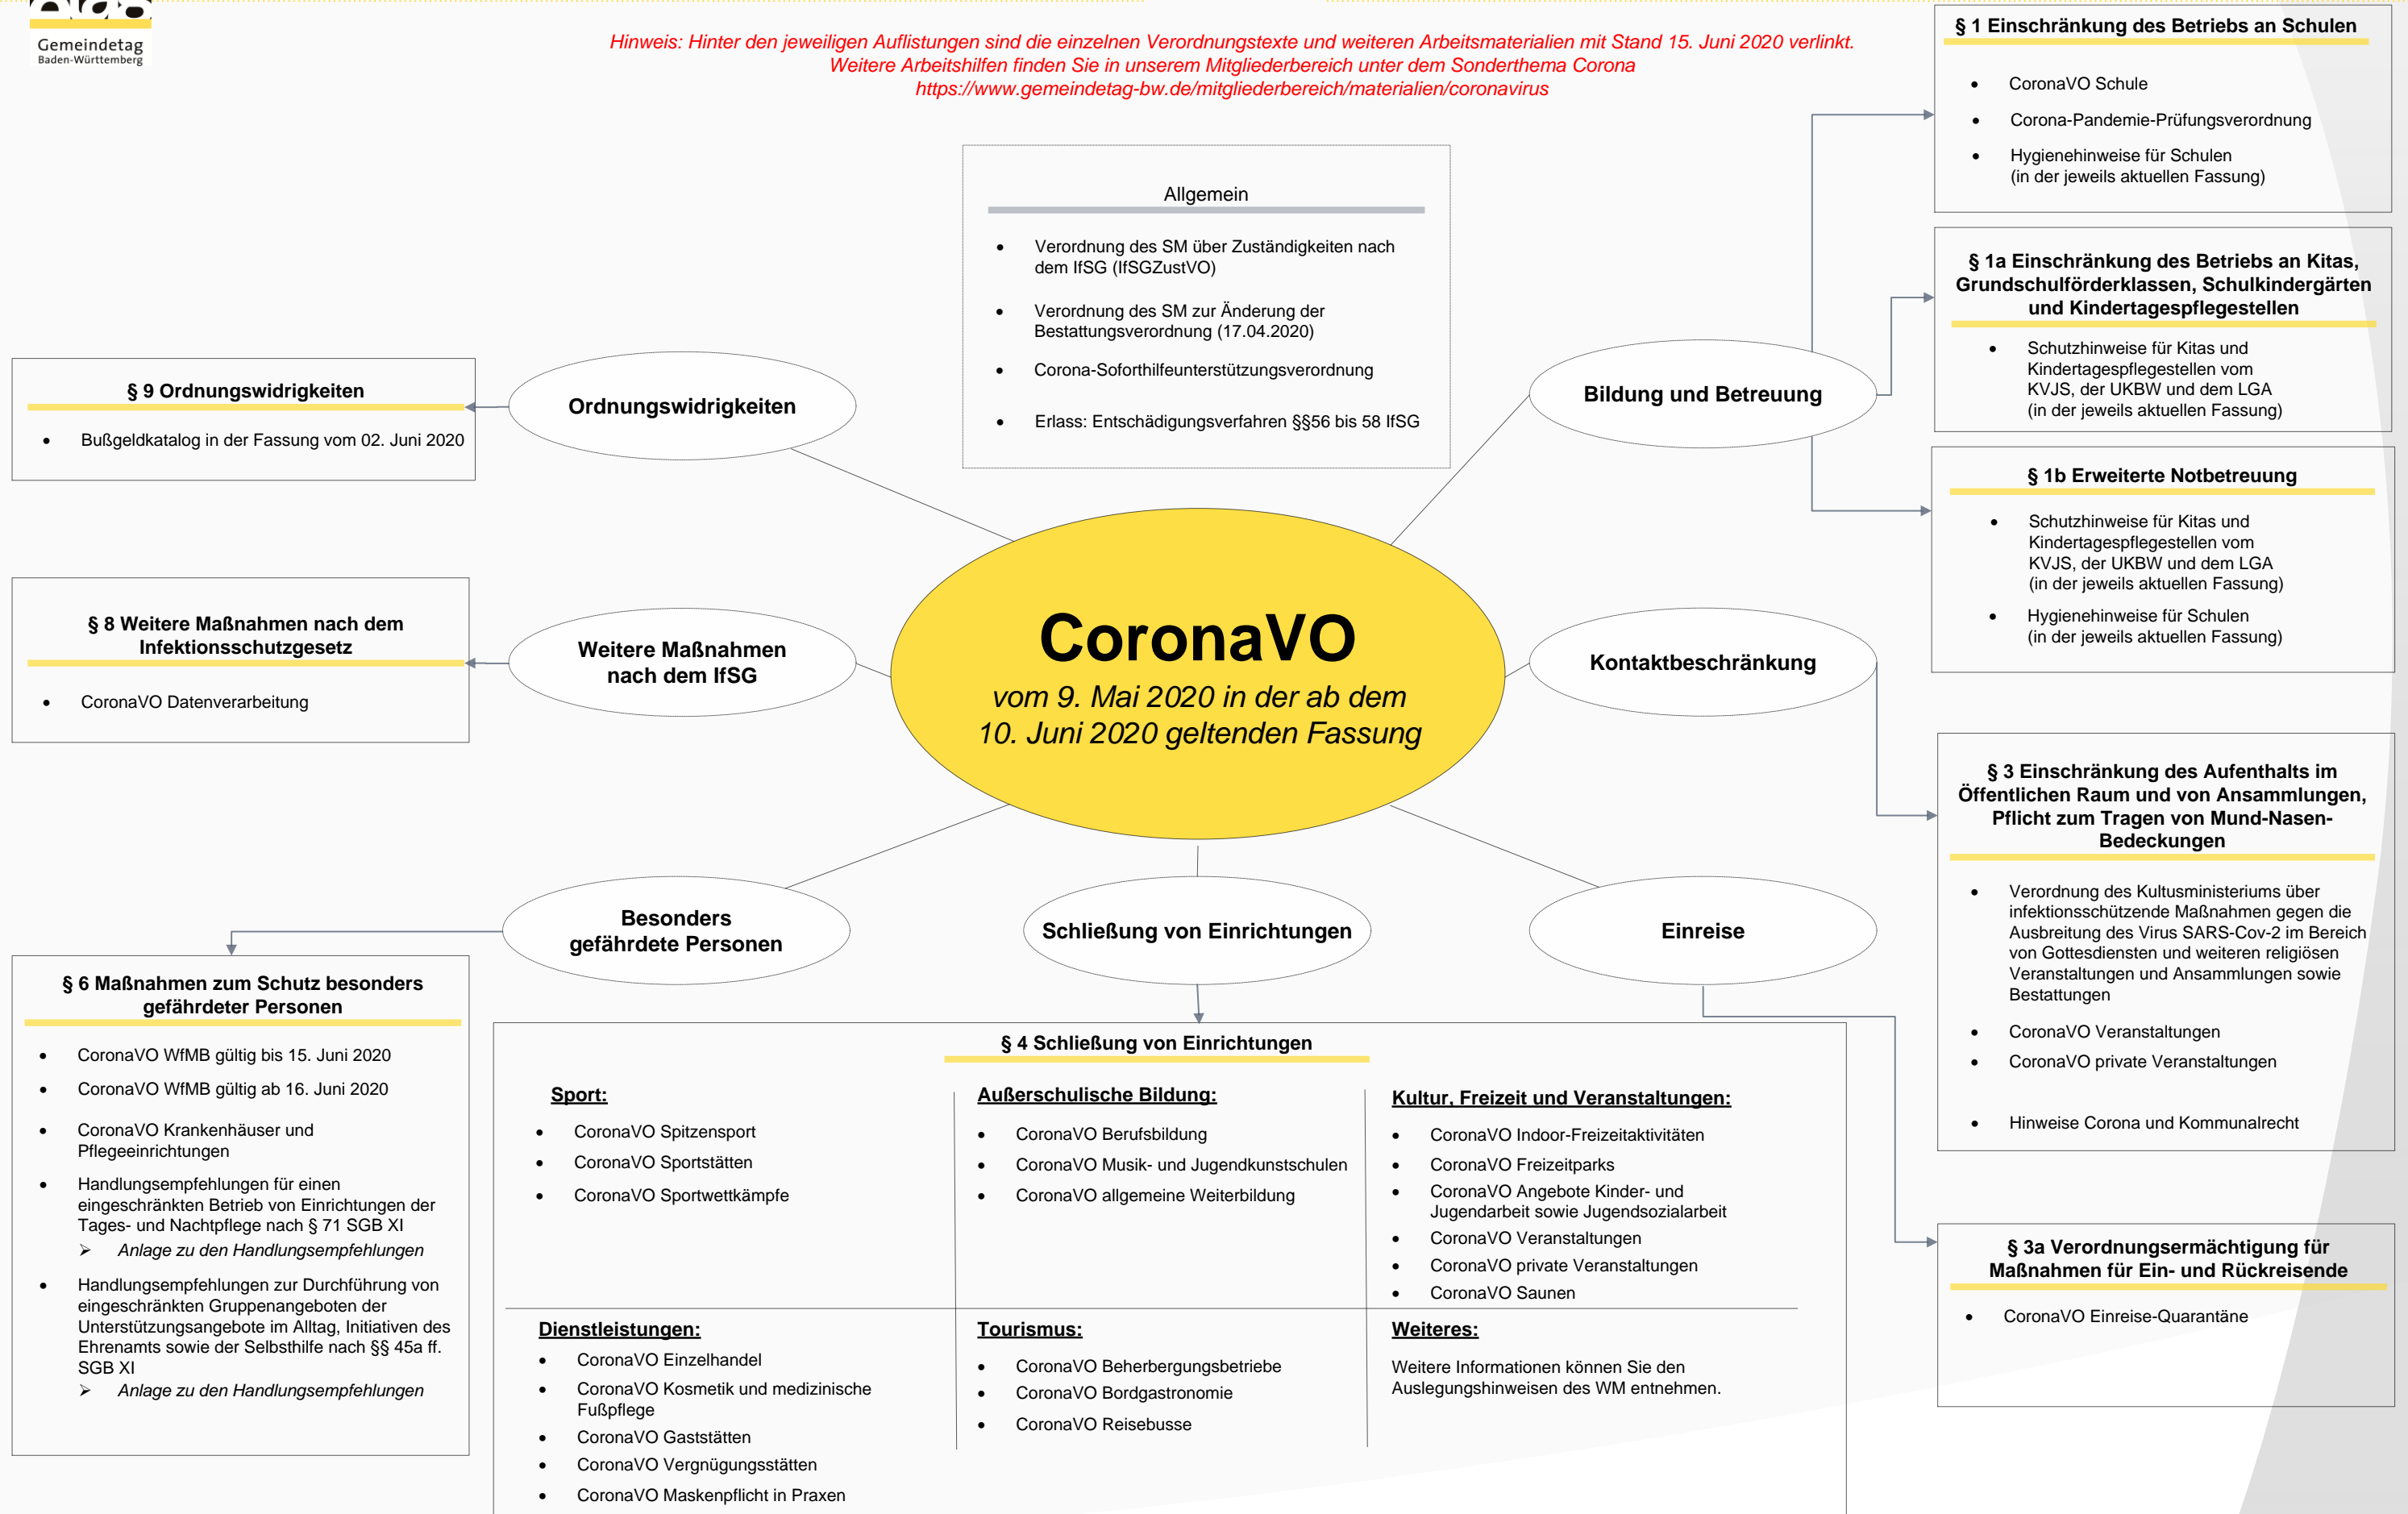 Gemeindetag
Baden-Württemberg
Hinweis: Hinter den jeweiligen Auflistungen sind die einzelnen Verordnungstexte und weiteren Arbeitsmaterialien mit Stand 15. Juni 2020 verlinkt.
Weitere Arbeitshilfen finden Sie in unserem Mitgliederbereich unter dem Sonderthema Corona
https://www.gemeindetag-bw.de/mitgliederbereich/materialien/coronavirus
Allgemein
• Verordnung des SM über Zuständigkeiten nach
dem IfSG (IfSGZustVO)
• Verordnung des SM zur Änderung der
Bestattungsverordnung (17.04.2020)
• Corona-Soforthilfeunterstützungsverordnung
• Erlass: Entschädigungsverfahren §§56 bis 58 IfSG
CoronaVO
vom 9. Mai 2020 in der ab dem
10. Juni 2020 geltenden Fassung
Ordnungswidrigkeiten
§ 9 Ordnungswidrigkeiten
• Bußgeldkatalog in der Fassung vom 02. Juni 2020
Weitere Maßnahmen
nach dem IfSG
§ 8 Weitere Maßnahmen nach dem
Infektionsschutzgesetz
• CoronaVO Datenverarbeitung
Bildung und Betreuung
§ 1 Einschränkung des Betriebs an Schulen
• CoronaVO Schule
• Corona-Pandemie-Prüfungsverordnung
• Hygienehinweise für Schulen
(in der jeweils aktuellen Fassung)
§ 1a Einschränkung des Betriebs an Kitas,
Grundschulförderklassen, Schulkindergärten
und Kindertagespflegestellen
• Schutzhinweise für Kitas und
Kindertagespflegestellen vom
KVJS, der UKBW und dem LGA
(in der jeweils aktuellen Fassung)
§ 1b Erweiterte Notbetreuung
• Schutzhinweise für Kitas und
Kindertagespflegestellen vom
KVJS, der UKBW und dem LGA
(in der jeweils aktuellen Fassung)
• Hygienehinweise für Schulen
(in der jeweils aktuellen Fassung)
Kontaktbeschränkung
§ 3 Einschränkung des Aufenthalts im
Öffentlichen Raum und von Ansammlungen,
Pflicht zum Tragen von Mund-Nasen-
Bedeckungen
• Verordnung des Kultusministeriums über
infektionsschützende Maßnahmen gegen die
Ausbreitung des Virus SARS-Cov-2 im Bereich
von Gottesdiensten und weiteren religiösen
Veranstaltungen und Ansammlungen sowie
Bestattungen
• CoronaVO Veranstaltungen
• CoronaVO private Veranstaltungen
• Hinweise Corona und Kommunalrecht
Einreise
§ 3a Verordnungsermächtigung für
Maßnahmen für Ein- und Rückreisende
• CoronaVO Einreise-Quarantäne
Besonders
gefährdete Personen
§ 6 Maßnahmen zum Schutz besonders
gefährdeter Personen
• CoronaVO WfMB gültig bis 15. Juni 2020
• CoronaVO WfMB gültig ab 16. Juni 2020
• CoronaVO Krankenhäuser und
Pflegeeinrichtungen
• Handlungsempfehlungen für einen
eingeschränkten Betrieb von Einrichtungen der
Tages- und Nachtpflege nach § 71 SGB XI
➢ Anlage zu den Handlungsempfehlungen
• Handlungsempfehlungen zur Durchführung von
eingeschränkten Gruppenangeboten der
Unterstützungsangebote im Alltag, Initiativen des
Ehrenamts sowie der Selbsthilfe nach §§ 45a ff.
SGB XI
➢ Anlage zu den Handlungsempfehlungen
Schließung von Einrichtungen
§ 4 Schließung von Einrichtungen
Sport:
• CoronaVO Spitzensport
• CoronaVO Sportstätten
• CoronaVO Sportwettkämpfe
Außerschulische Bildung:
• CoronaVO Berufsbildung
• CoronaVO Musik- und Jugendkunstschulen
• CoronaVO allgemeine Weiterbildung
Kultur, Freizeit und Veranstaltungen:
• CoronaVO Indoor-Freizeitaktivitäten
• CoronaVO Freizeitparks
• CoronaVO Angebote Kinder- und
Jugendarbeit sowie Jugendsozialarbeit
• CoronaVO Veranstaltungen
• CoronaVO private Veranstaltungen
• CoronaVO Saunen
Dienstleistungen:
• CoronaVO Einzelhandel
• CoronaVO Kosmetik und medizinische
Fußpflege
• CoronaVO Gaststätten
• CoronaVO Vergnügungsstätten
• CoronaVO Maskenpflicht in Praxen
Tourismus:
• CoronaVO Beherbergungsbetriebe
• CoronaVO Bordgastronomie
• CoronaVO Reisebusse
Weiteres:
Weitere Informationen können Sie den
Auslegungshinweisen des WM entnehmen.